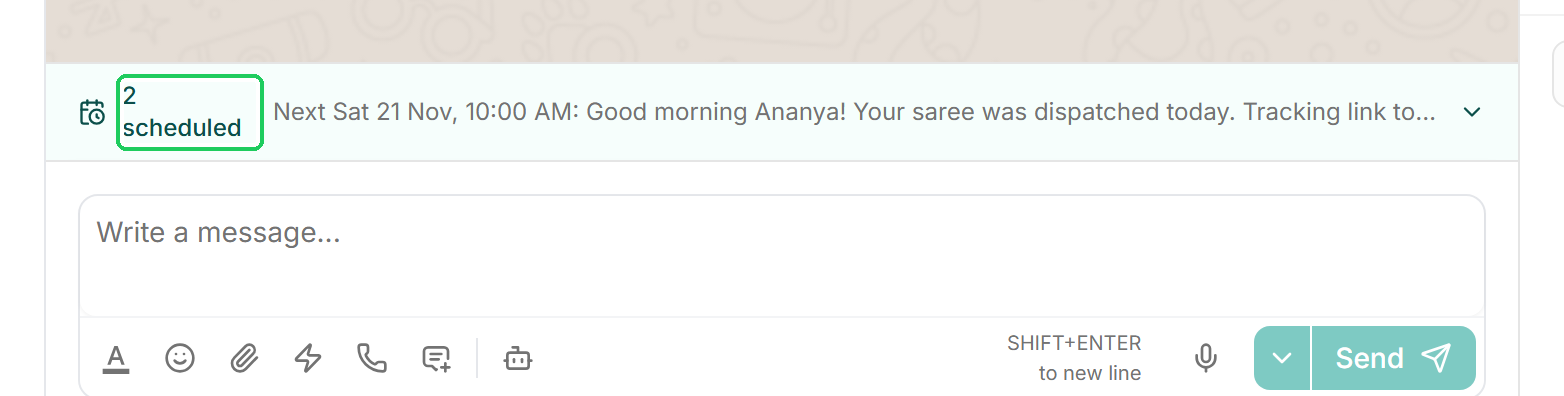 2
scheduled
Next Sat 21 Nov, 10:00 AM: Good morning Ananya! Your saree was dispatched today. Tracking link to...
Write a message...
A
SHIFT+ENTER
to new line
Send